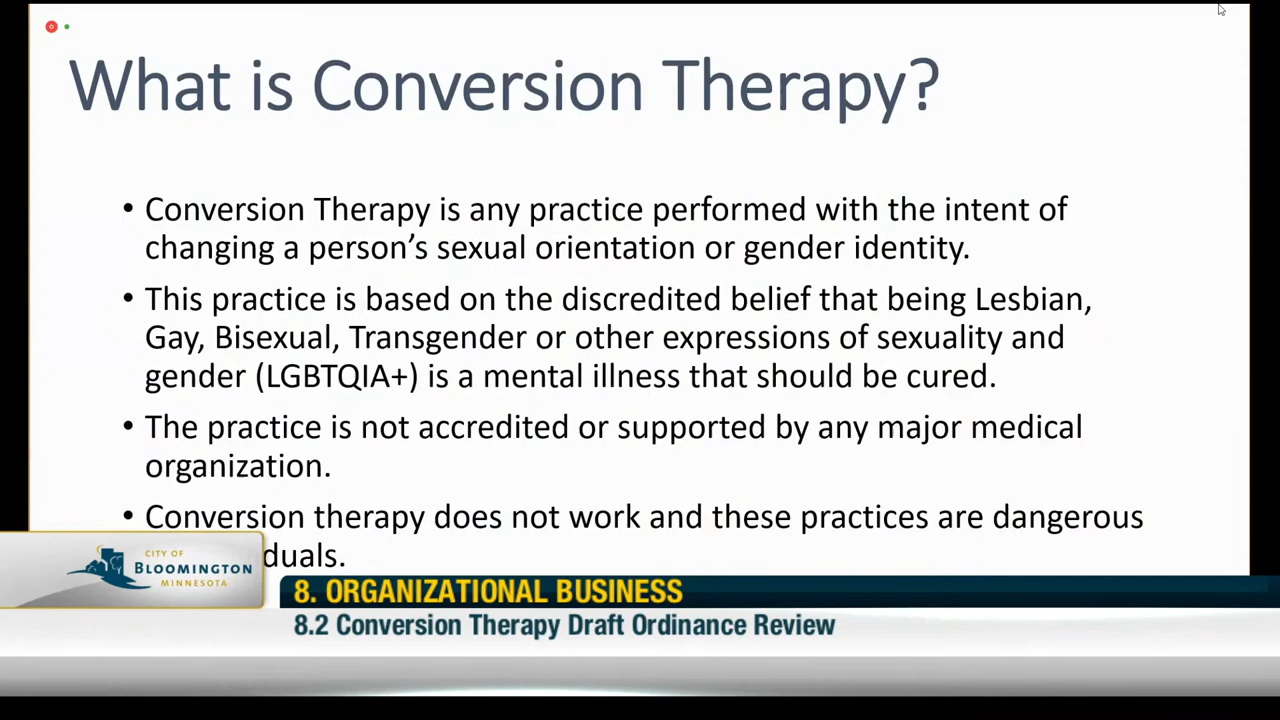 What is Conversion Therapy?
• Conversion Therapy is any practice performed with the intent of
changing a person's sexual orientation or gender identity.
• This practice is based on the discredited belief that being Lesbian,
Gay, Bisexual, Transgender or other expressions of sexuality and
gender (LGBTQIA+) is a mental illness that should be cured.
• The practice is not accredited or supported by any major medical
organization.
• Conversion therapy does not work and these practices are dangerous
duals.
CITY OF
BLOOMINGTON
MINNESOTA
8. ORGANIZATIONAL BUSINESS
8.2 Conversion Therapy Draft Ordinance Review